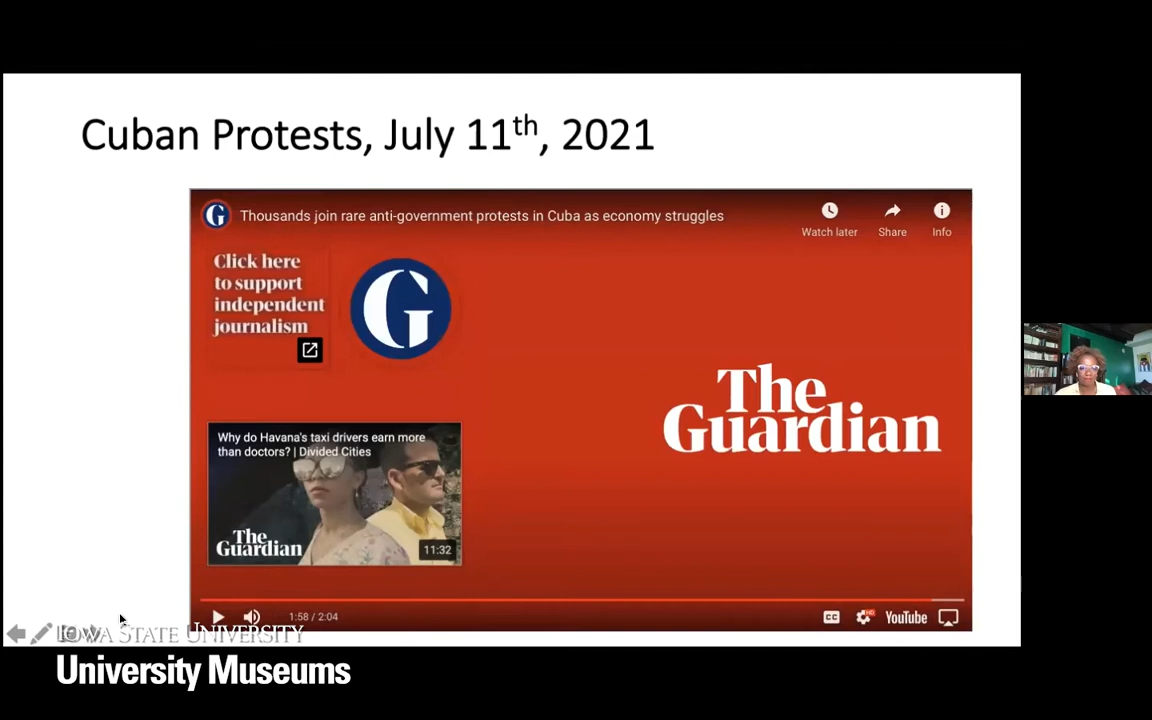 Cuban Protests, July 11th, 2021
G Thousands join rare anti-government protests in Cuba as economy struggles
Watch later
Share
Info
Click here
to support
independent
journalism
G
The
Guardian
Why do Havana's taxi drivers earn more
than doctors? | Divided Cities
The
Guardian
11:32
1:58 / 2:04
CC
HD
YouTube
IOWA STATE UNIVERSITY
University Museums